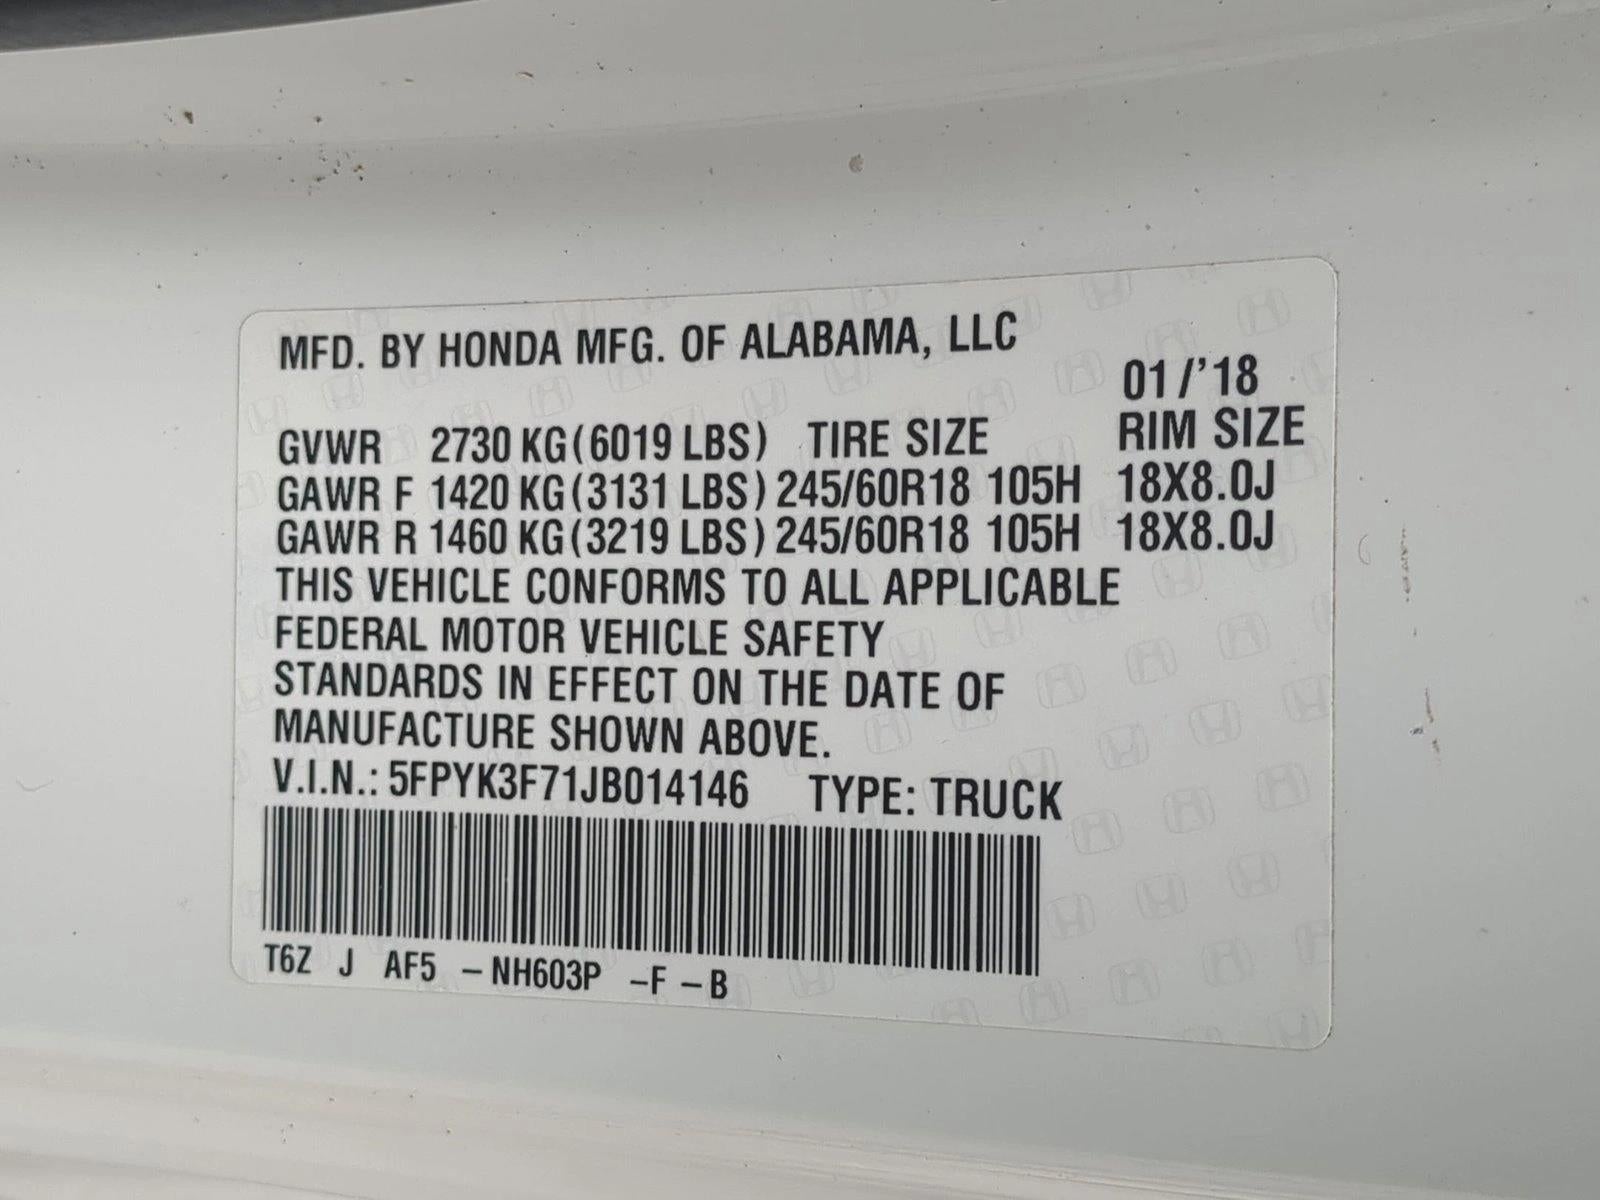 MFD. BY HONDA MFG. OF ALABAMA, LLC
01/'18
GVWR 2730 KG(6019 LBS) TIRE SIZE RIM SIZE
GAWR F 1420 KG(3131 LBS) 245/60R18 105H 18X8.0J
GAWR R 1460 KG(3219 LBS) 245/60R18 105H 18X8.0J
THIS VEHICLE CONFORMS TO ALL APPLICABLE
FEDERAL MOTOR VEHICLE SAFETY
STANDARDS IN EFFECT ON THE DATE OF
MANUFACTURE SHOWN ABOVE.
V.I.N.: 5FPYK3F71JB014146 TYPE: TRUCK
T6Z J AF5 -NH603P -F -B